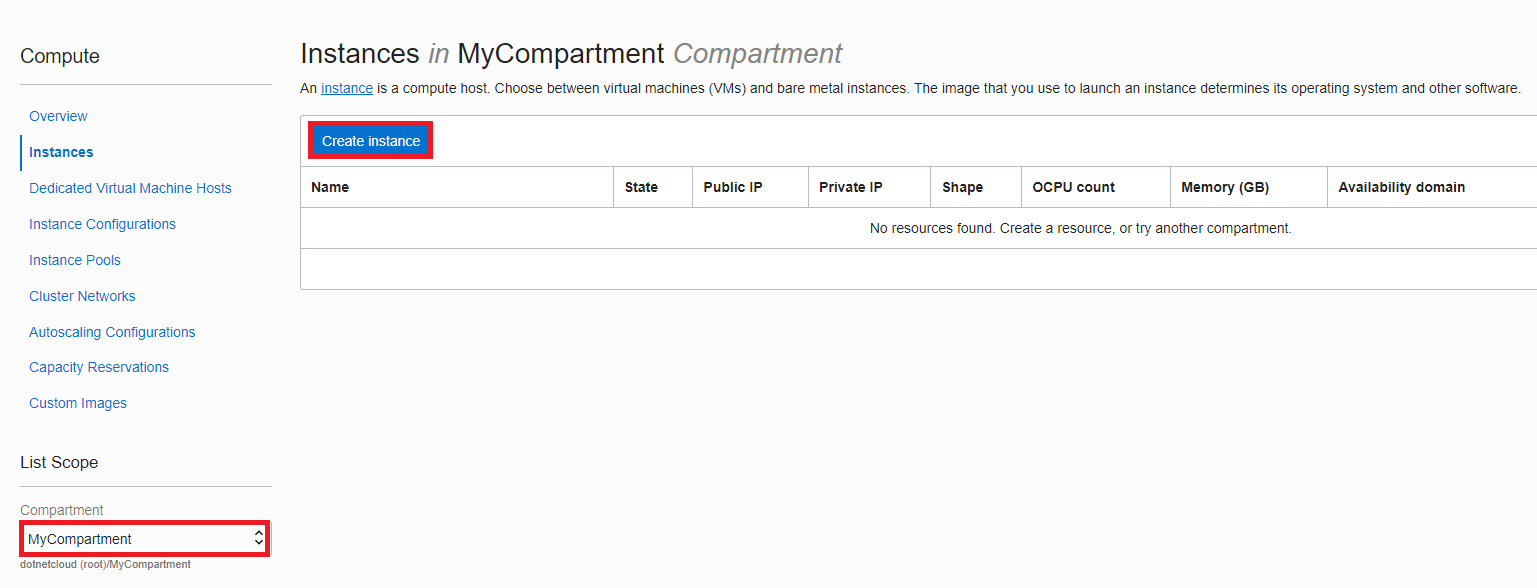 Compute
Overview
Instances
Dedicated Virtual Machine Hosts
Instance Configurations
Instance Pools
Cluster Networks
Autoscaling Configurations
Capacity Reservations
Custom Images
List Scope
Compartment
MyCompartment
dotnetcloud (root)/MyCompartment
Instances in MyCompartment Compartment
An instance is a compute host. Choose between virtual machines (VMs) and bare metal instances. The image that you use to launch an instance determines its operating system and other software.
Create instance
Name State Public IP Private IP Shape OCPU count Memory (GB) Availability domain
No resources found. Create a resource, or try another compartment.